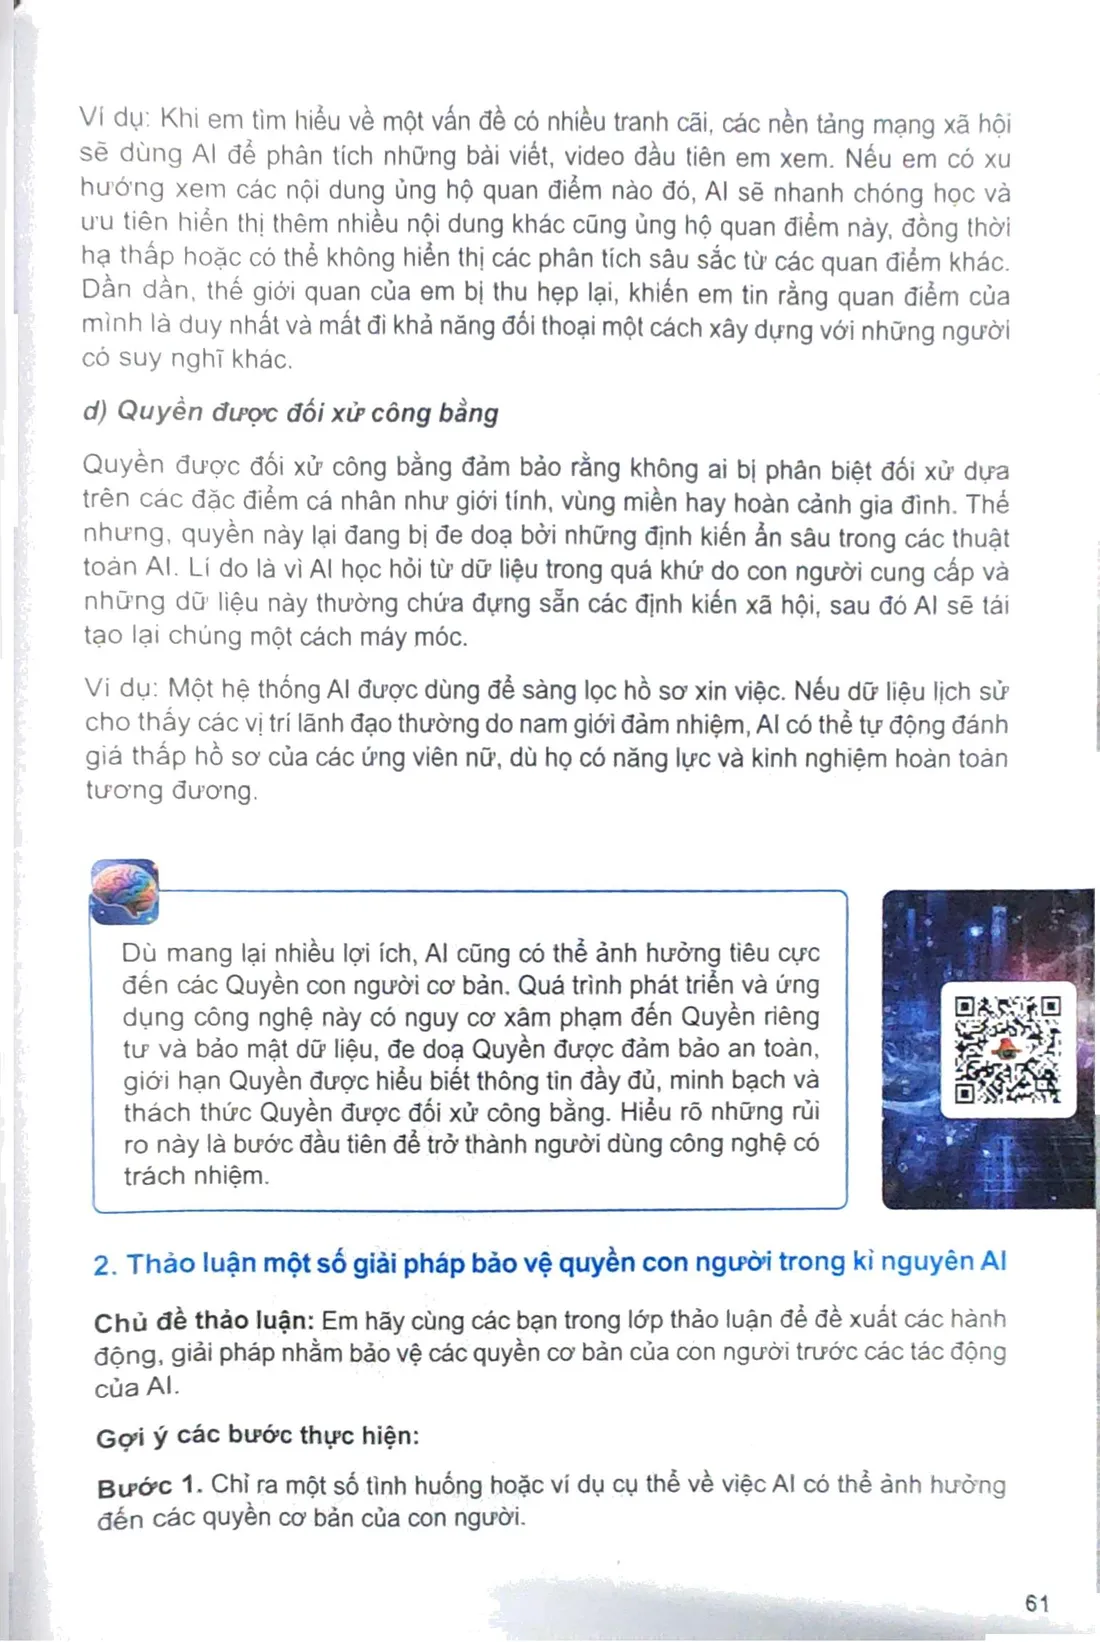 Ví dụ: Khi em tìm hiểu về một vấn đề có nhiều tranh cãi, các nền tảng mạng xã hội
sẽ dùng AI để phân tích những bài viết, video đầu tiên em xem. Nếu em có xu
hướng xem các nội dung ủng hộ quan điểm nào đó, AI sẽ nhanh chóng học và
ưu tiên hiển thị thêm nhiều nội dung khác cũng ủng hộ quan điểm này, đồng thời
hạ thấp hoặc có thể không hiển thị các phân tích sâu sắc từ các quan điểm khác.
Dần dần, thế giới quan của em bị thu hẹp lại, khiến em tin rằng quan điểm của
mình là duy nhất và mất đi khả năng đối thoại một cách xây dựng với những người
có suy nghĩ khác.
d) Quyền được đối xử công bằng
Quyền được đối xử công bằng đảm bảo rằng không ai bị phân biệt đối xử dựa
trên các đặc điểm cá nhân như giới tính, vùng miền hay hoàn cảnh gia đình. Thế
nhưng, quyền này lại đang bị đe doạ bởi những định kiến ẩn sâu trong các thuật
toán AI. Lí do là vì AI học hỏi từ dữ liệu trong quá khứ do con người cung cấp và
những dữ liệu này thường chứa đựng sẵn các định kiến xã hội, sau đó AI sẽ tái
tạo lại chúng một cách máy móc.
Ví dụ: Một hệ thống AI được dùng để sàng lọc hồ sơ xin việc. Nếu dữ liệu lịch sử
cho thấy các vị trí lãnh đạo thường do nam giới đảm nhiệm, AI có thể tự động đánh
giá thấp hồ sơ của các ứng viên nữ, dù họ có năng lực và kinh nghiệm hoàn toàn
tương đương.
Dù mang lại nhiều lợi ích, AI cũng có thể ảnh hưởng tiêu cực
đến các Quyền con người cơ bản. Quá trình phát triển và ứng
dụng công nghệ này có nguy cơ xâm phạm đến Quyền riêng
tư và bảo mật dữ liệu, đe doạ Quyền được đảm bảo an toàn,
giới hạn Quyền được hiểu biết thông tin đầy đủ, minh bạch và
thách thức Quyền được đối xử công bằng. Hiểu rõ những rủi
ro này là bước đầu tiên để trở thành người dùng công nghệ có
trách nhiệm.
2. Thảo luận một số giải pháp bảo vệ quyền con người trong kỉ nguyên AI
Chủ đề thảo luận: Em hãy cùng các bạn trong lớp thảo luận để đề xuất các hành
động, giải pháp nhằm bảo vệ các quyền cơ bản của con người trước các tác động
của AI.
Gợi ý các bước thực hiện:
Bước 1. Chỉ ra một số tình huống hoặc ví dụ cụ thể về việc AI có thể ảnh hưởng
đến các quyền cơ bản của con người.
61